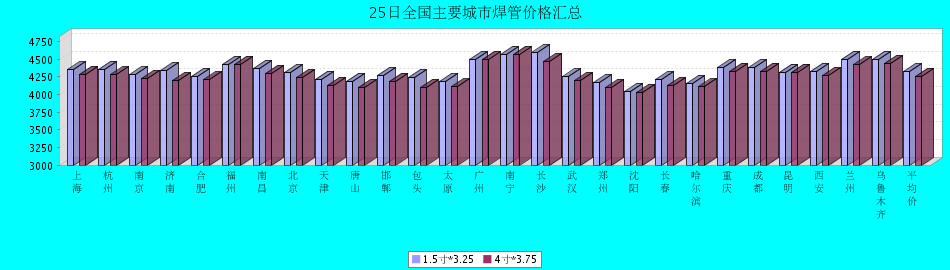 25日全国主要城市焊管价格汇总
4750
4500
4250
4000
3750
3500
3250
3000
上海 杭州 南京 济南 合肥 福州 南昌 北京 天津 唐山 邯郸 包头 太原 广州 南宁 长沙 武汉 郑州 沈阳 长春 哈尔滨 重庆 成都 昆明 西安 兰州 乌鲁木齐 平均价
1.5寸*3.25 4寸*3.75